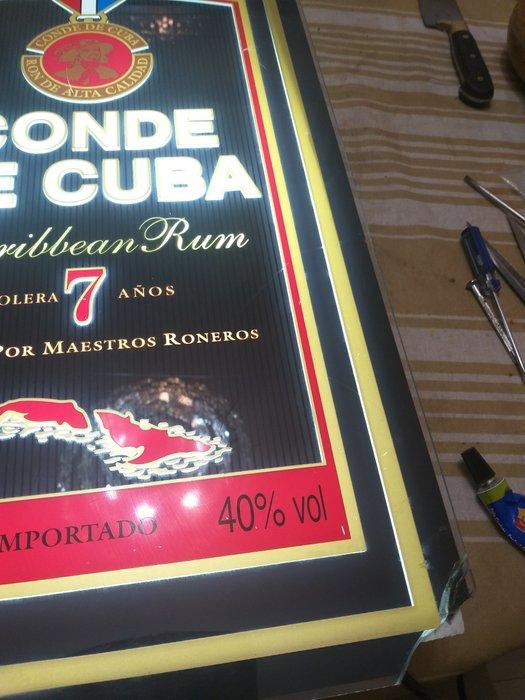 CONDE DE CUBA
RON DE ALTA CALIDAD
CONDE
E CUBA
ribbean Rum
OLERA 7 AÑOS
POR MAESTROS RONEROS
IMPORTADO 40% vol